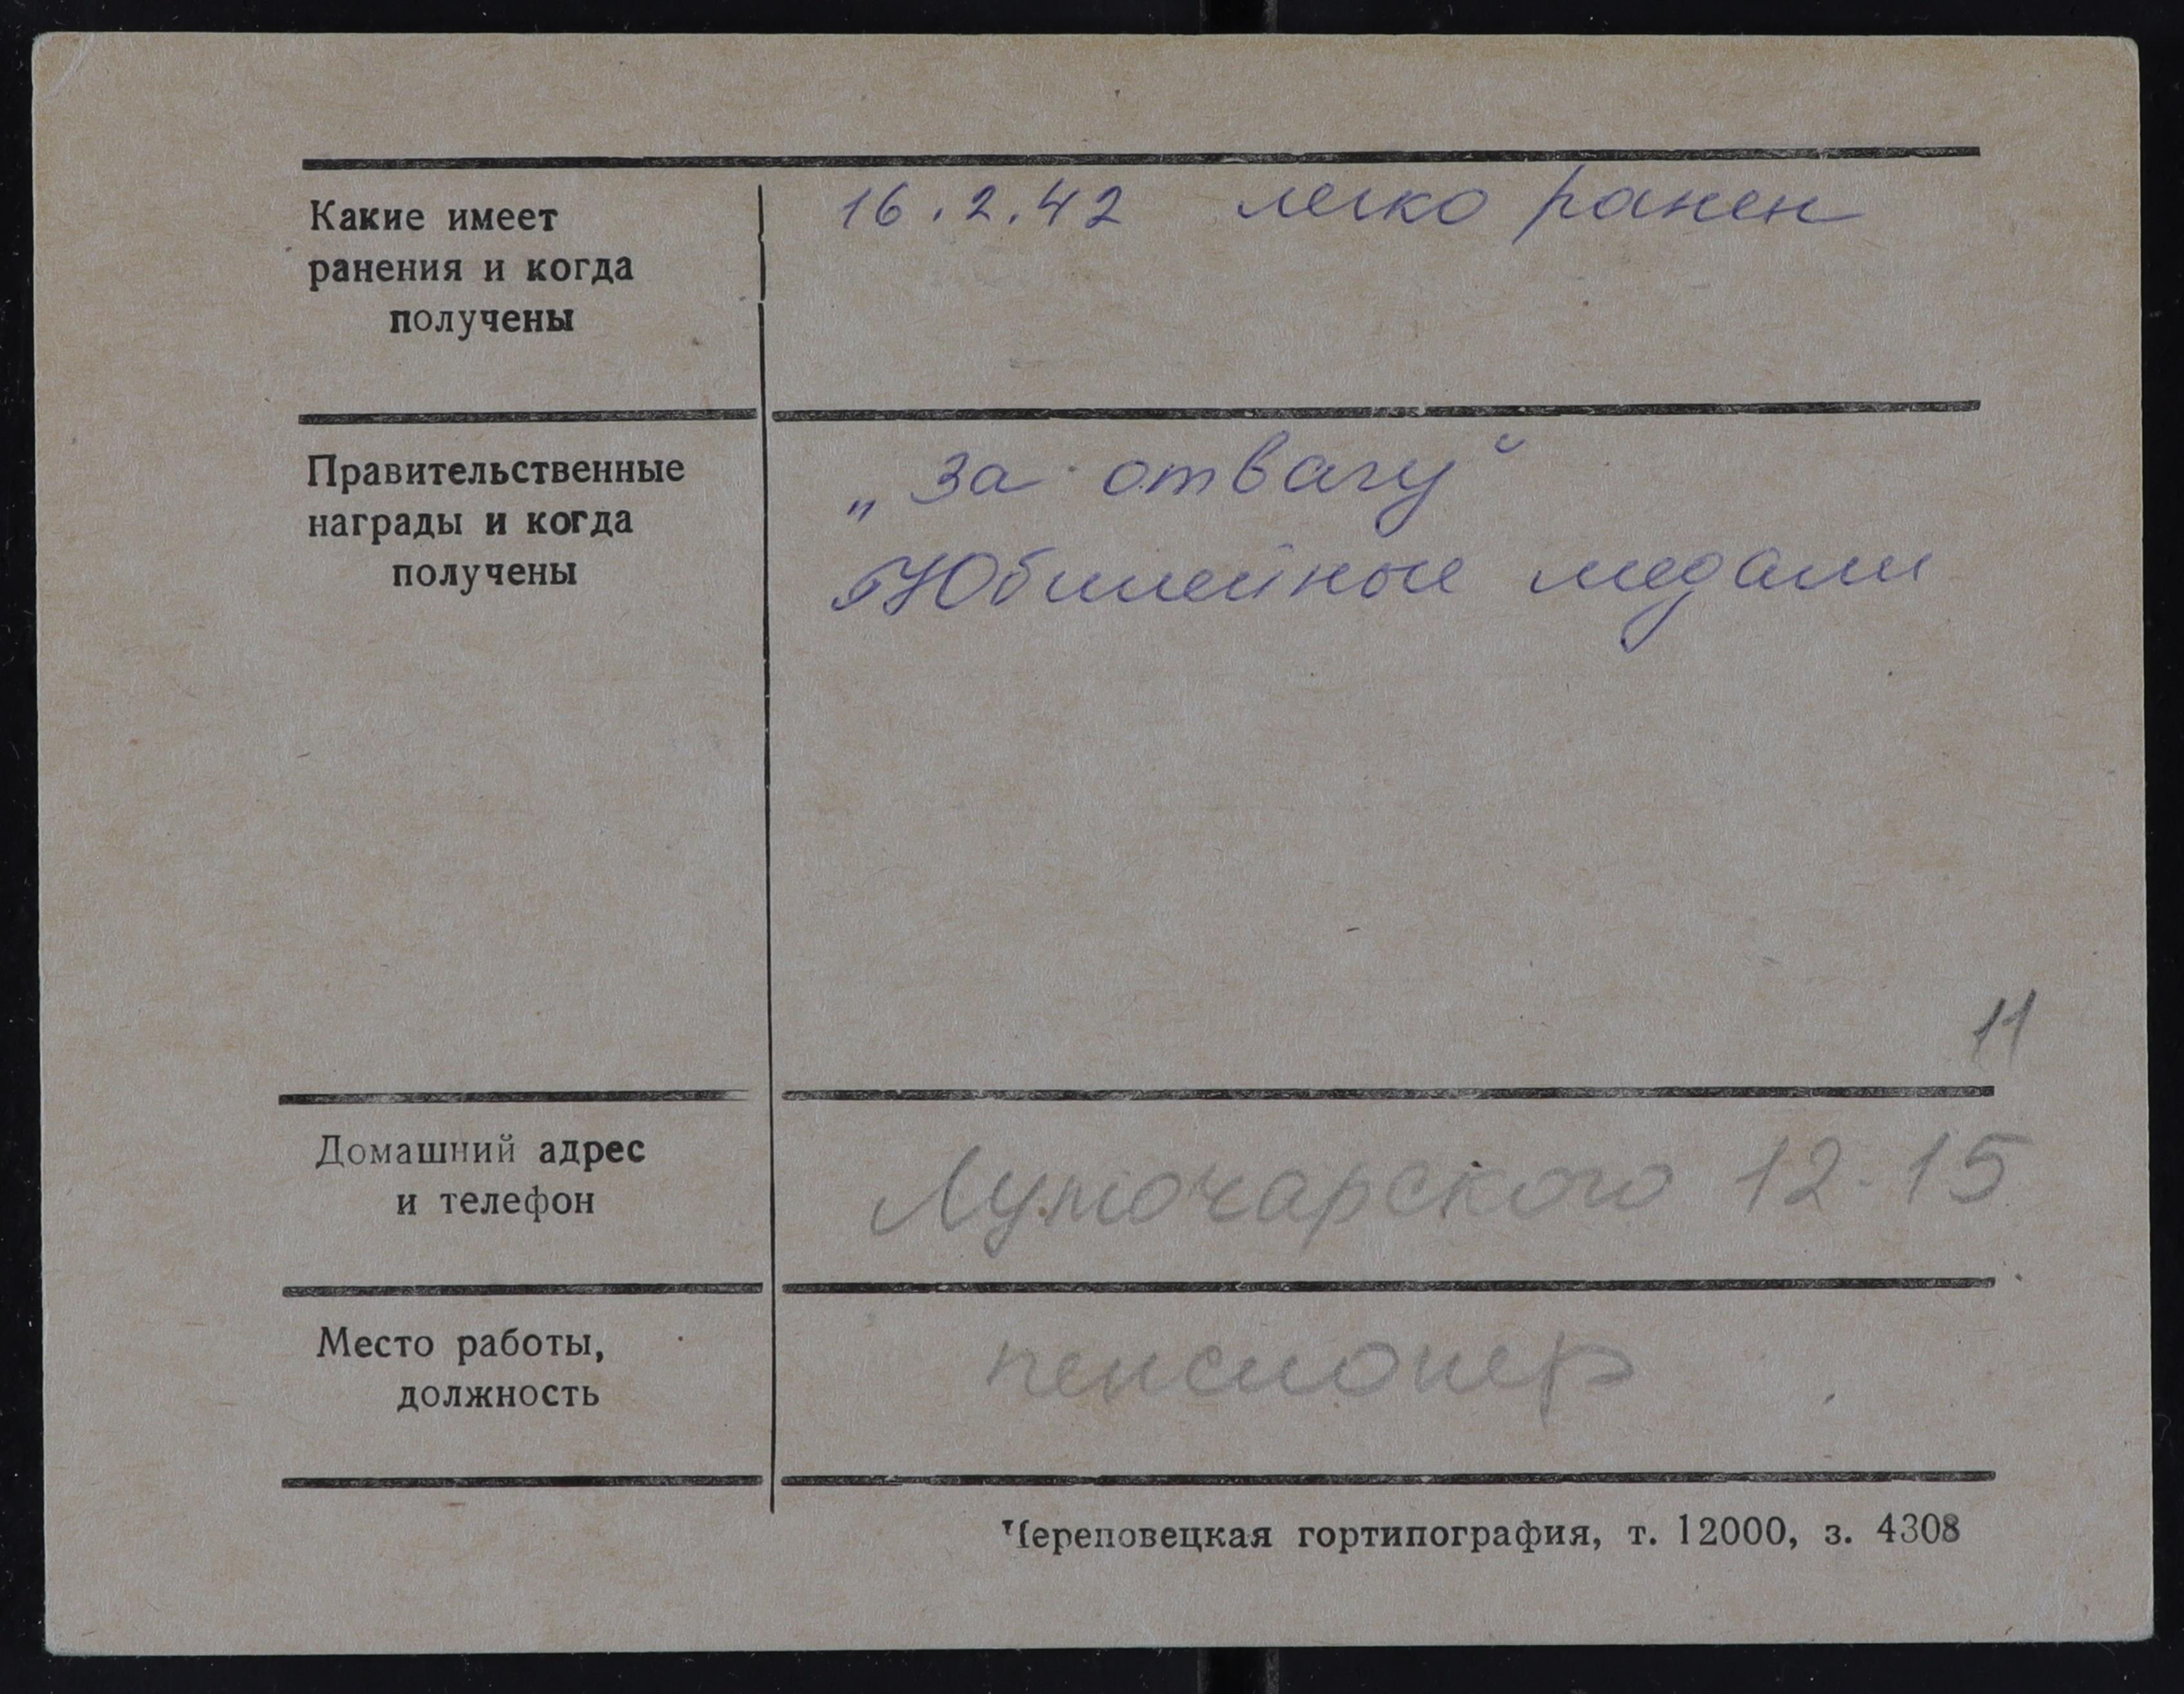 Какие имеет 16.2.42 легко ранен
ранения и когда
получены
Правительственные „За отвагу“
награды и когда
получены Юбилейные медали
11
Домашний адрес
и телефон Луночарского 12-15
Место работы, пенсионер
должность
Череповецкая гортипография, т. 12000, з. 4308